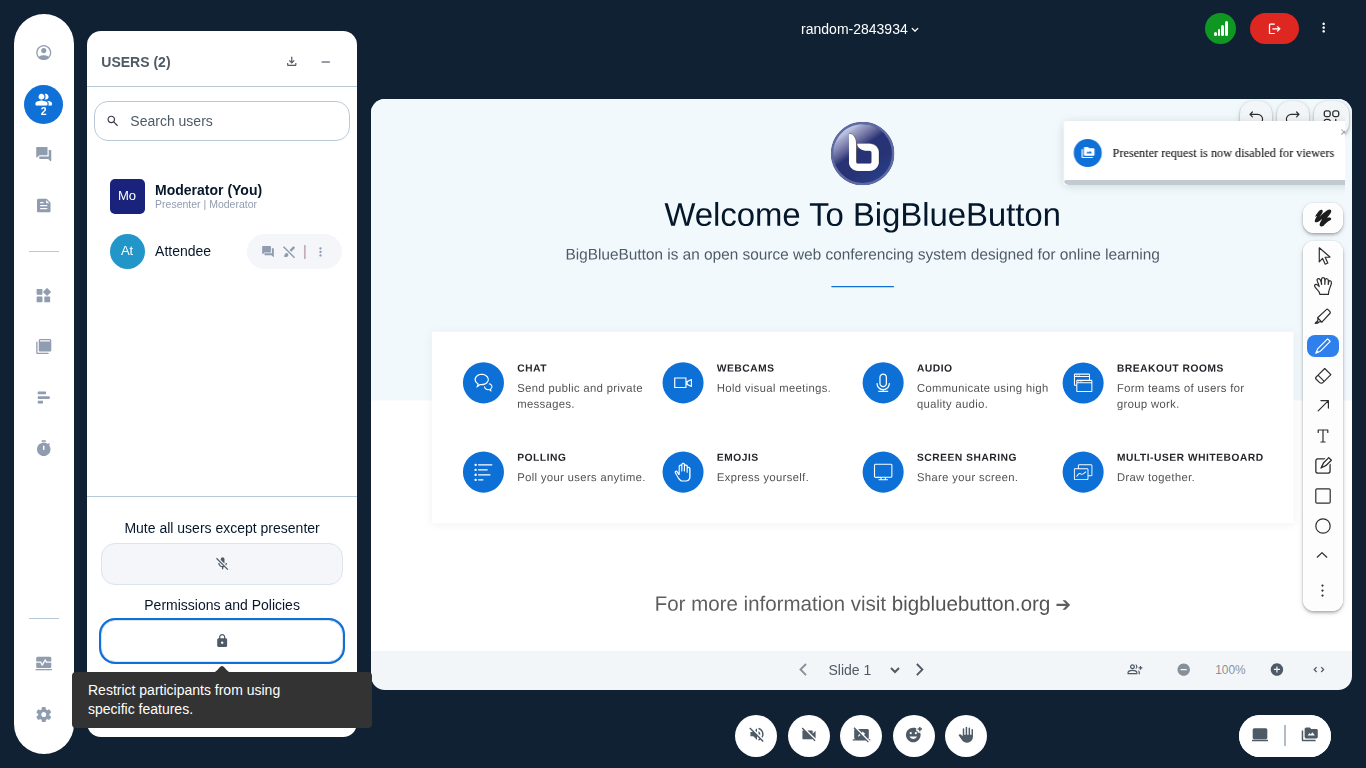 random-2843934
USERS (2)
2
Search users
Mo
Moderator (You)
Presenter | Moderator
At
Attendee
Presenter request is now disabled for viewers
Welcome To BigBlueButton
BigBlueButton is an open source web conferencing system designed for online learning
CHAT
Send public and private
messages.
WEBCAMS
Hold visual meetings.
AUDIO
Communicate using high
quality audio.
BREAKOUT ROOMS
Form teams of users for
group work.
POLLING
Poll your users anytime.
EMOJIS
Express yourself.
SCREEN SHARING
Share your screen.
MULTI-USER WHITEBOARD
Draw together.
For more information visit bigbluebutton.org ➔
Mute all users except presenter
Permissions and Policies
Restrict participants from using
specific features.
Slide 1
100%